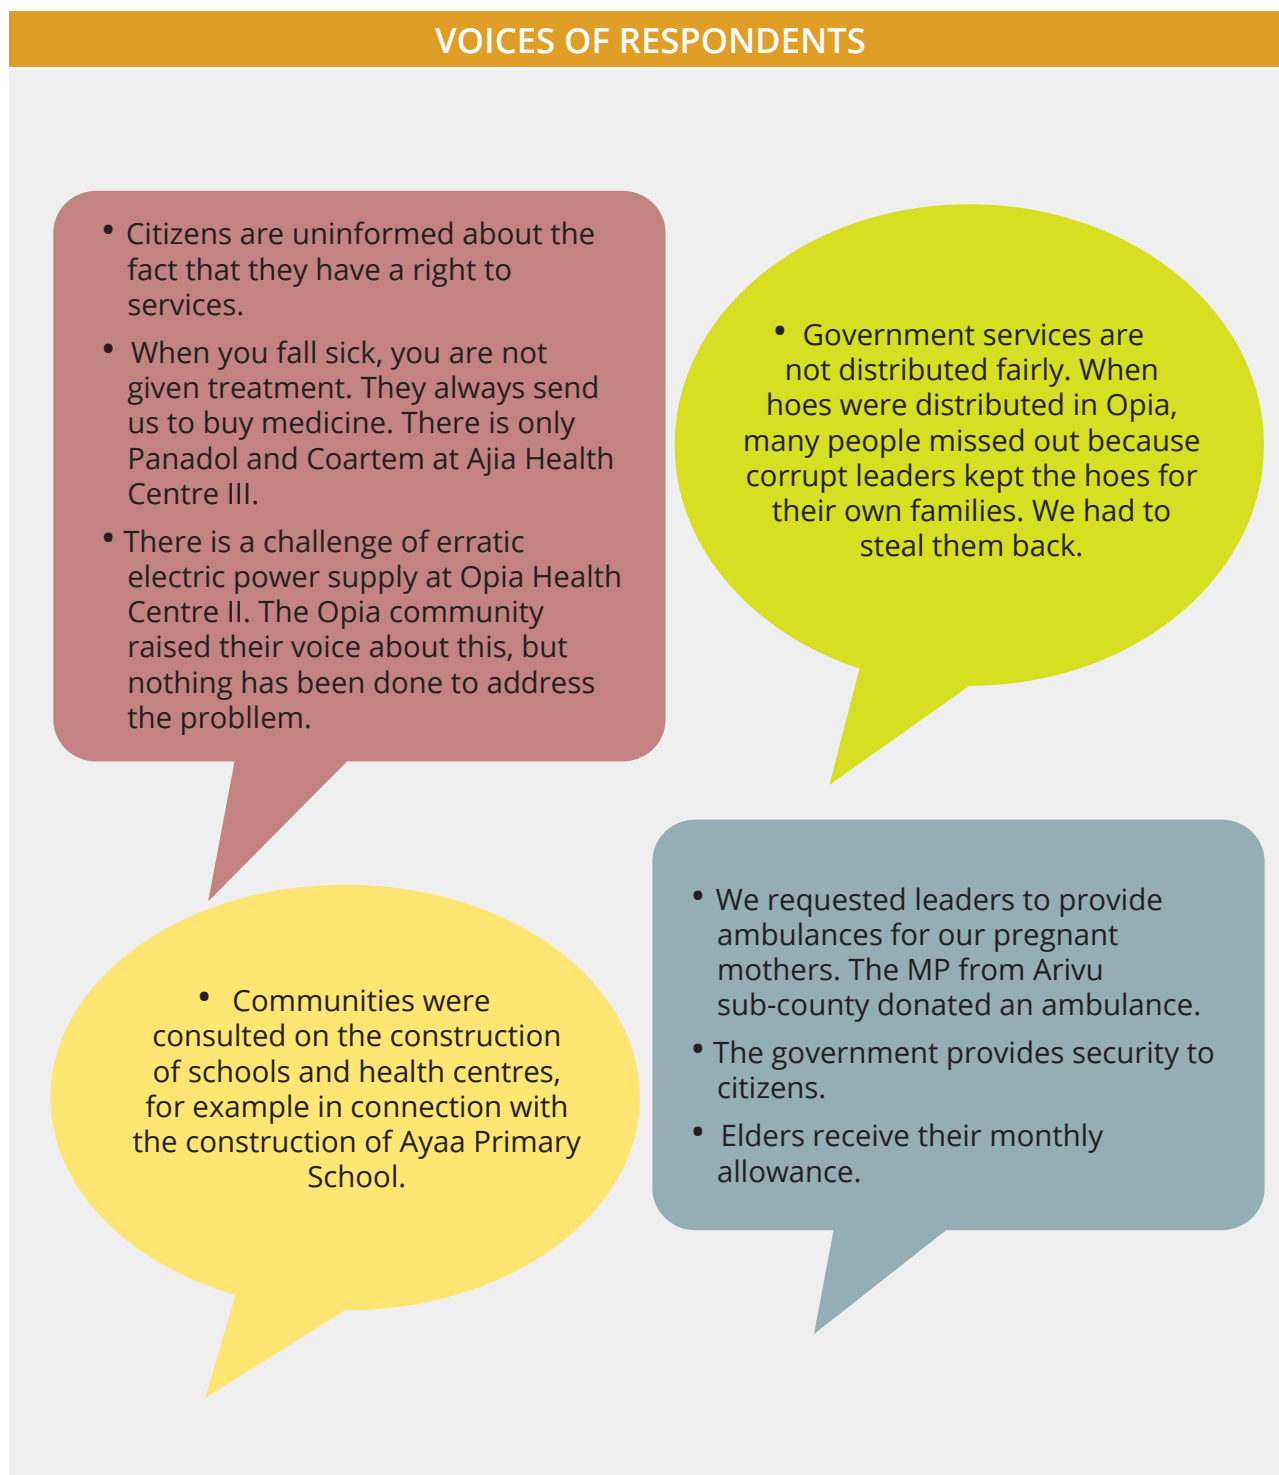 VOICES OF RESPONDENTS
• Citizens are uninformed about the
fact that they have a right to
services.
• When you fall sick, you are not
given treatment. They always send
us to buy medicine. There is only
Panadol and Coartem at Ajia Health
Centre III.
• There is a challenge of erratic
electric power supply at Opia Health
Centre II. The Opia community
raised their voice about this, but
nothing has been done to address
the probllem.
• Government services are
not distributed fairly. When
hoes were distributed in Opia,
many people missed out because
corrupt leaders kept the hoes for
their own families. We had to
steal them back.
• Communities were
consulted on the construction
of schools and health centres,
for example in connection with
the construction of Ayaa Primary
School.
• We requested leaders to provide
ambulances for our pregnant
mothers. The MP from Arivu
sub-county donated an ambulance.
• The government provides security to
citizens.
• Elders receive their monthly
allowance.